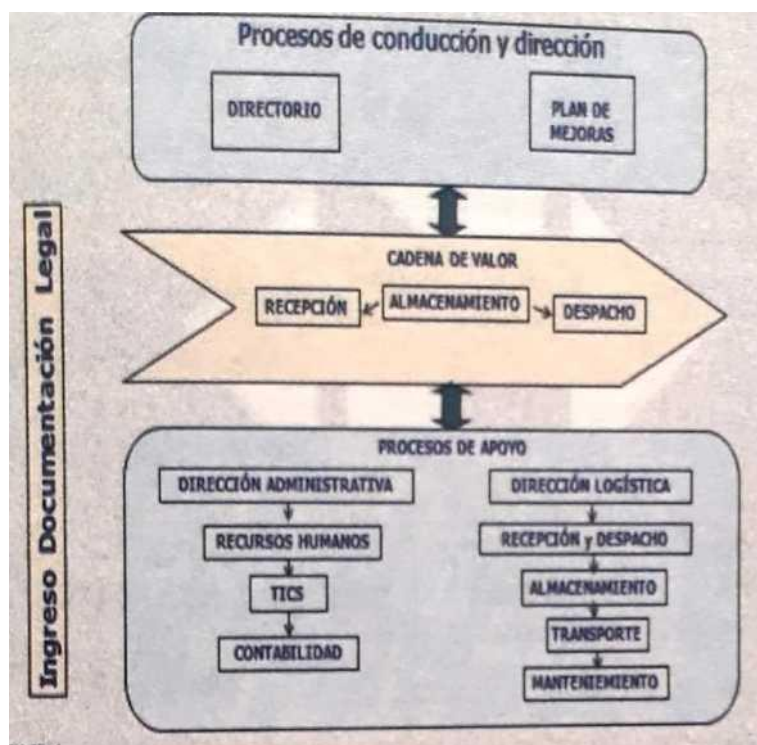 Procesos de conducción y dirección
DIRECTORIO
PLAN DE
MEJORAS
Ingreso Documentación Legal
CADENA DE VALOR
RECEPCIÓN
ALMACENAMIENTO
DESPACHO
PROCESOS DE APOYO
DIRECCIÓN ADMINISTRATIVA
RECURSOS HUMANOS
TICS
CONTABILIDAD
DIRECCIÓN LOGÍSTICA
RECEPCIÓN y DESPACHO
ALMACENAMIENTO
TRANSPORTE
MANTENIEMIENTO